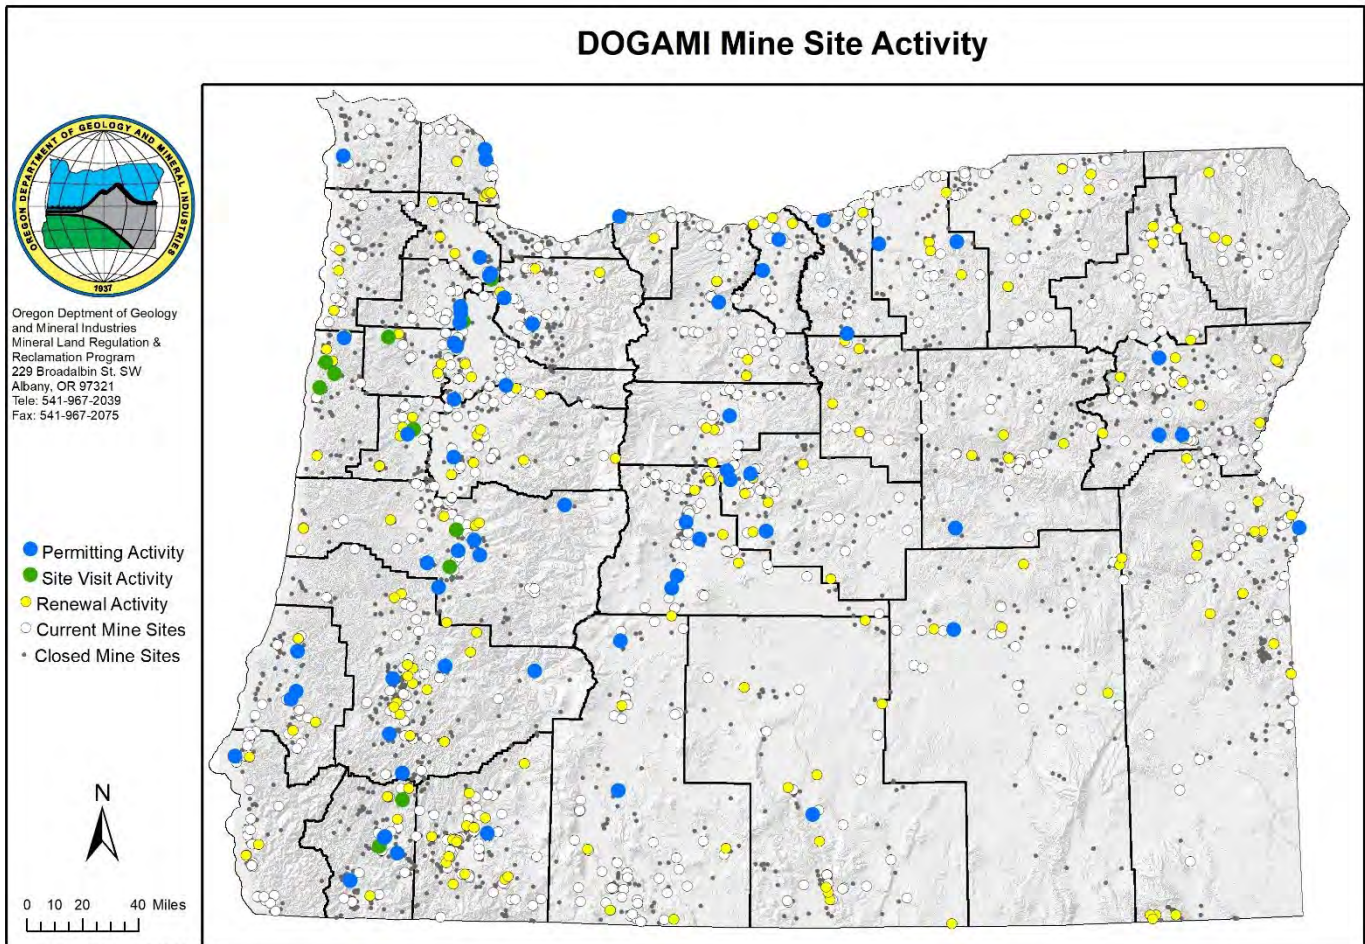 DOGAMI Mine Site Activity
OREGON DEPARTMENT OF GEOLOGY AND MINERAL INDUSTRIES
1937
Oregon Deptment of Geology
and Mineral Industries
Mineral Land Regulation &
Reclamation Program
229 Broadalbin St. SW
Albany, OR 97321
Tele: 541-967-2039
Fax: 541-967-2075
Permitting Activity
Site Visit Activity
Renewal Activity
Current Mine Sites
Closed Mine Sites
N
0 10 20 40 Miles